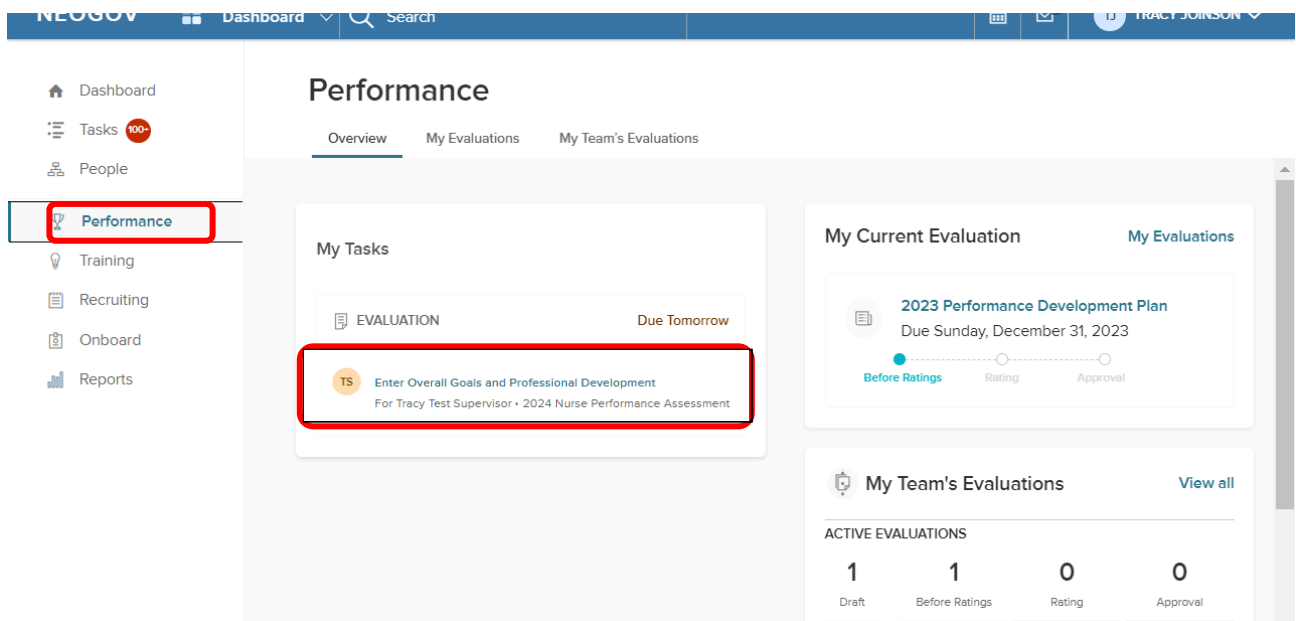 NEOGOV
Dashboard
Search
TJ
TRACY JOINSON
Dashboard
Tasks 100+
People
Performance
Training
Recruiting
Onboard
Reports
Performance
Overview My Evaluations My Team's Evaluations
My Tasks
EVALUATION Due Tomorrow
TS
Enter Overall Goals and Professional Development
For Tracy Test Supervisor • 2024 Nurse Performance Assessment
My Current Evaluation My Evaluations
2023 Performance Development Plan
Due Sunday, December 31, 2023
Before Ratings Rating Approval
My Team's Evaluations View all
ACTIVE EVALUATIONS
1 1 0 0
Draft Before Ratings Rating Approval